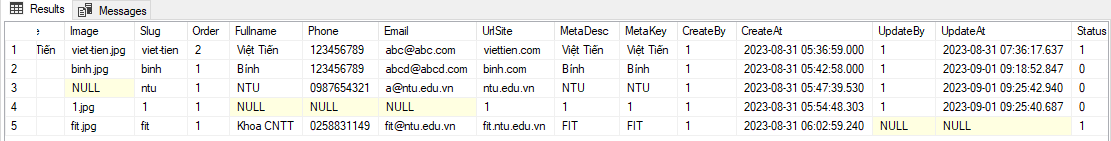 Results Messages
Image Slug Order Fullname Phone Email UrlSite MetaDesc MetaKey CreateBy CreateAt UpdateBy UpdateAt Status
1 Tiến viet-tien.jpg viet-tien 2 Việt Tiến 123456789 abc@abc.com viettien.com Việt Tiến Việt Tiến 1 2023-08-31 05:36:59.000 1 2023-08-31 07:36:17.637 1
2 binh.jpg binh 1 Bính 123456789 abcd@abcd.com binh.com Bính Bính 1 2023-08-31 05:42:58.000 1 2023-09-01 09:18:52.847 0
3 NULL ntu 1 NTU 0987654321 a@ntu.edu.vn ntu.edu.vn NTU NTU 1 2023-08-31 05:47:39.530 1 2023-09-01 09:25:42.940 0
4 1.jpg 1 1 NULL NULL NULL 1 1 1 1 2023-08-31 05:54:48.303 1 2023-09-01 09:25:40.687 0
5 fit.jpg fit 1 Khoa CNTT 0258831149 fit@ntu.edu.vn fit.ntu.edu.vn FIT FIT 1 2023-08-31 06:02:59.240 NULL NULL 1